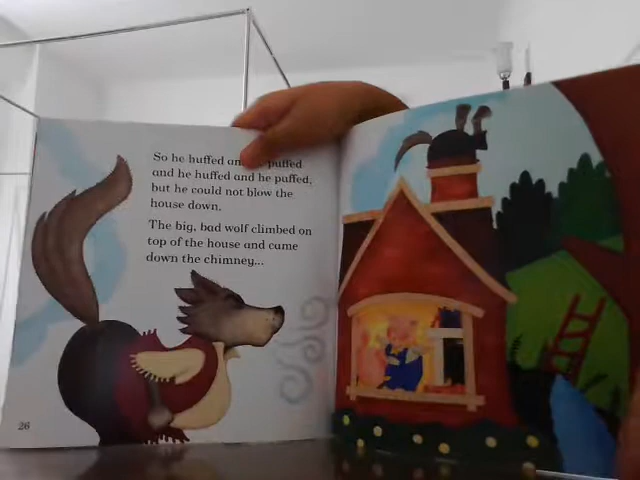 So he huffed and puffed
and he huffed and he puffed,
but he could not blow the
house down.
The big, bad wolf climbed on
top of the house and came
down the chimney...
26